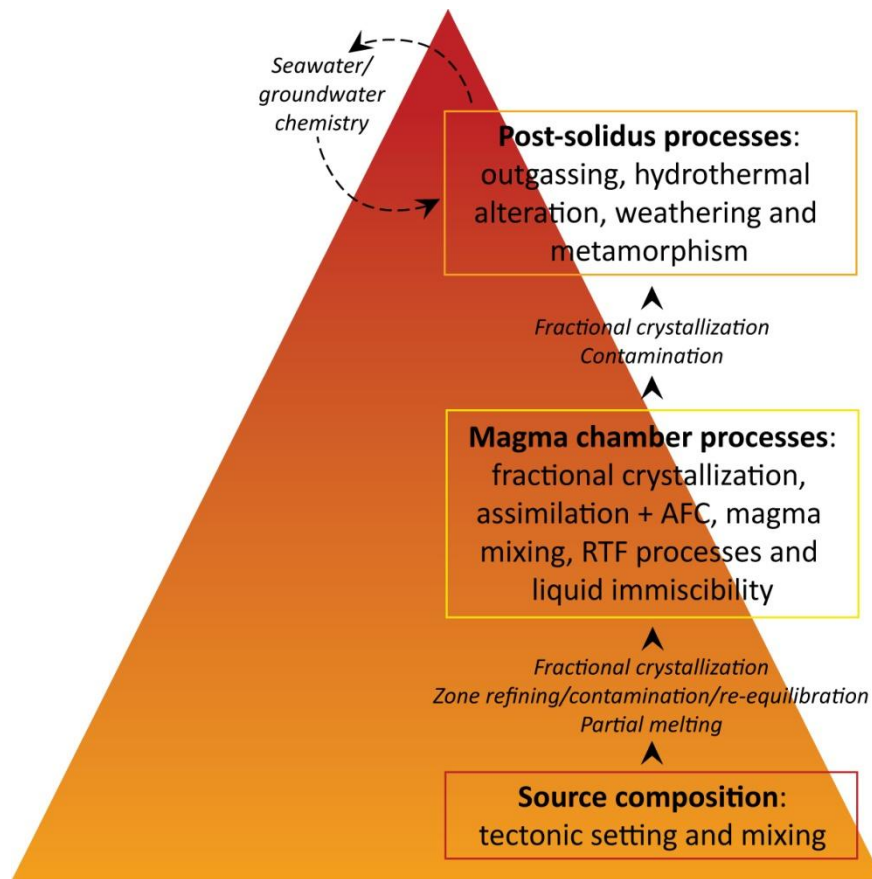 Seawater/
groundwater
chemistry
Post-solidus processes:
outgassing, hydrothermal
alteration, weathering and
metamorphism
Fractional crystallization
Contamination
Magma chamber processes:
fractional crystallization,
assimilation + AFC, magma
mixing, RTF processes and
liquid immiscibility
Fractional crystallization
Zone refining/contamination/re-equilibration
Partial melting
Source composition:
tectonic setting and mixing